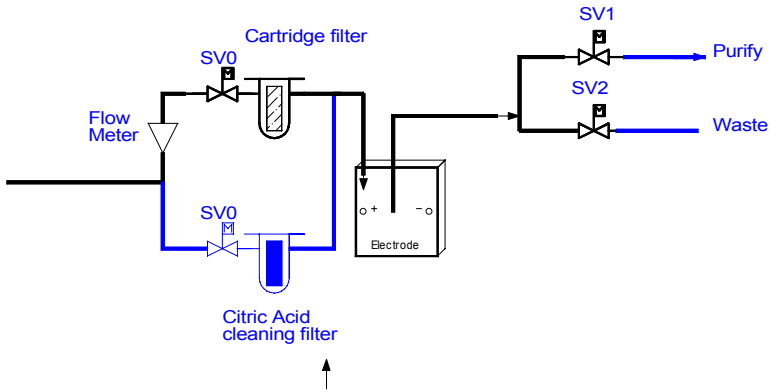 SV1
Cartridge filter
SV0
M
M
Purify
SV2
M
Flow
Meter
Waste
SV0
M
+
−
Electrode
Citric Acid
cleaning filter